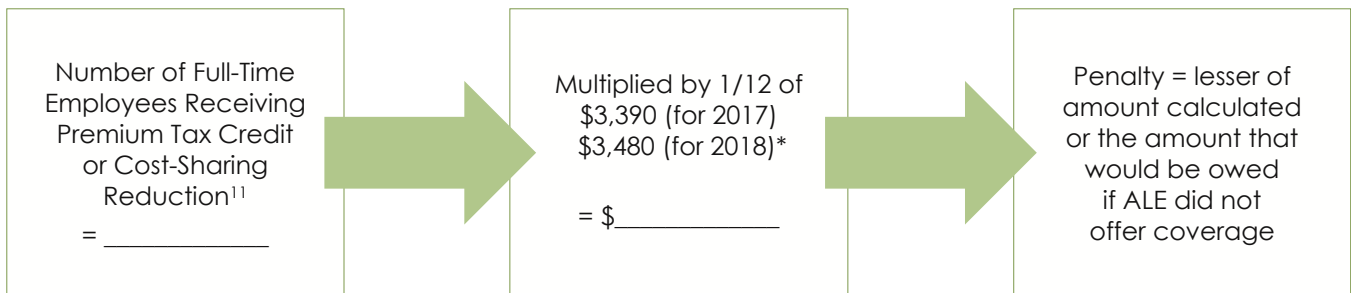 Number of Full-Time
Employees Receiving
Premium Tax Credit
or Cost-Sharing
Reduction¹¹
= _____________
Multiplied by 1/12 of
$3,390 (for 2017)
$3,480 (for 2018)*
= $_____________
Penalty = lesser of
amount calculated
or the amount that
would be owed
if ALE did not
offer coverage